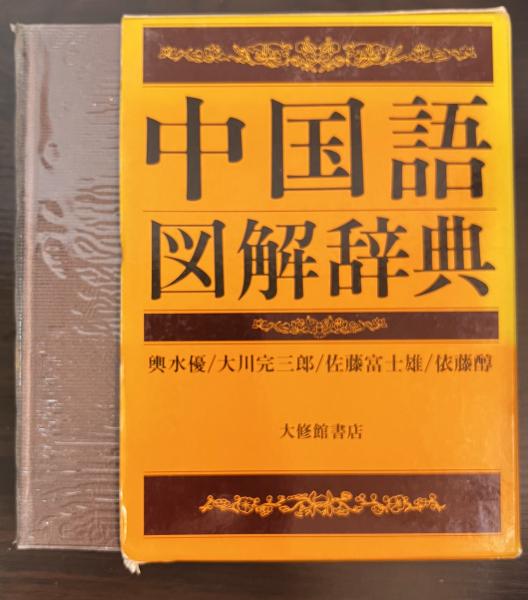 中国語
図解辞典
輿水優/大川完三郎/佐藤富士雄/依藤醇
大修館書店